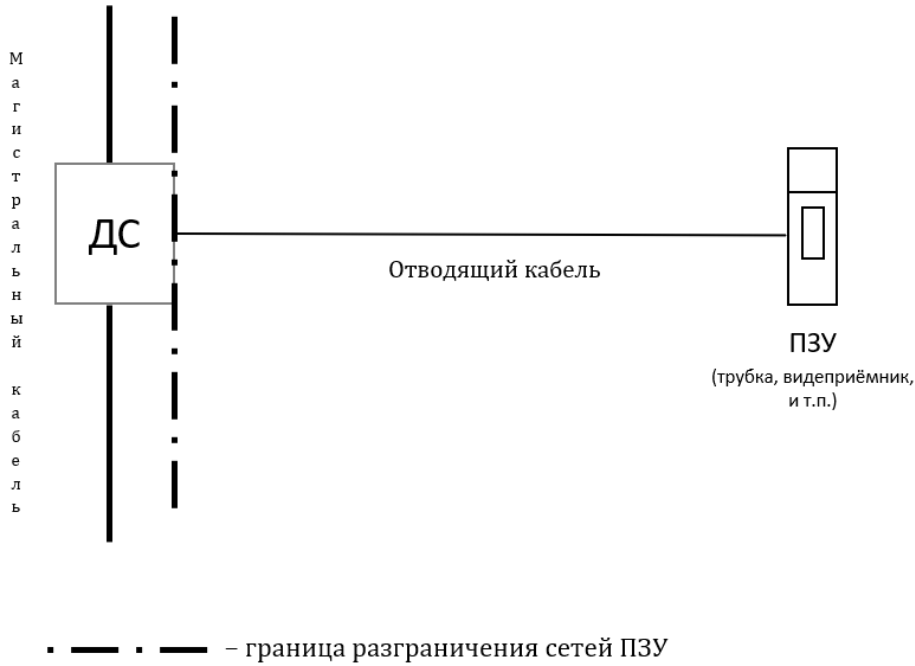 Магистральный кабель
ДС
Отводящий кабель
ПЗУ
(трубка, видеприёмник,
и т.п.)
– граница разграничения сетей ПЗУ